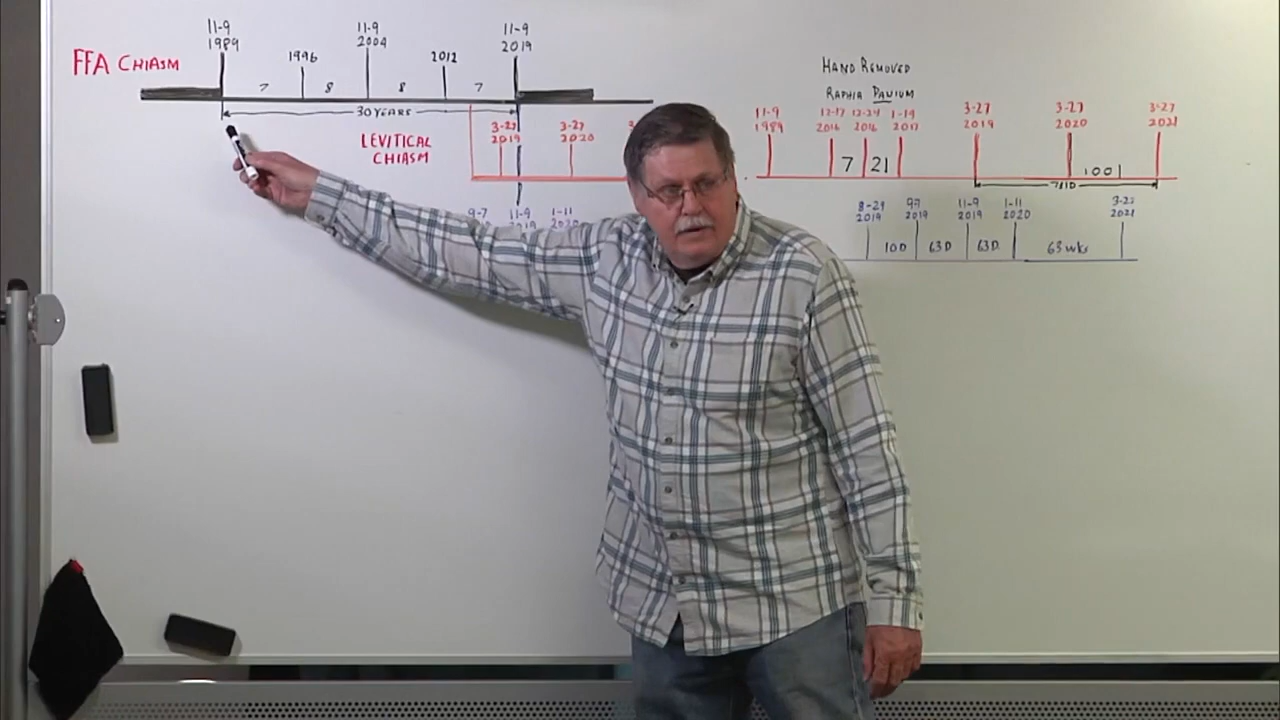 11-9 11-9 11-9
1989 2004 2019
FFA CHIASM
1996 2012
7 8 8 7
30 YEARS
LEVITICAL
CHIASM
3-27 3-27
2019 2020
9-7 11-9 1-11
HAND REMOVED
RAPHIA PANIUM
11-9 12-17 12-24 1-19 3-27 3-27 3-27
1989 2016 2016 2017 2019 2020 2021
7 21 1001
8-29 9-7 11-9 1-11
2019 2019 2019 2020 2021
10D 63D 63D 63 wks